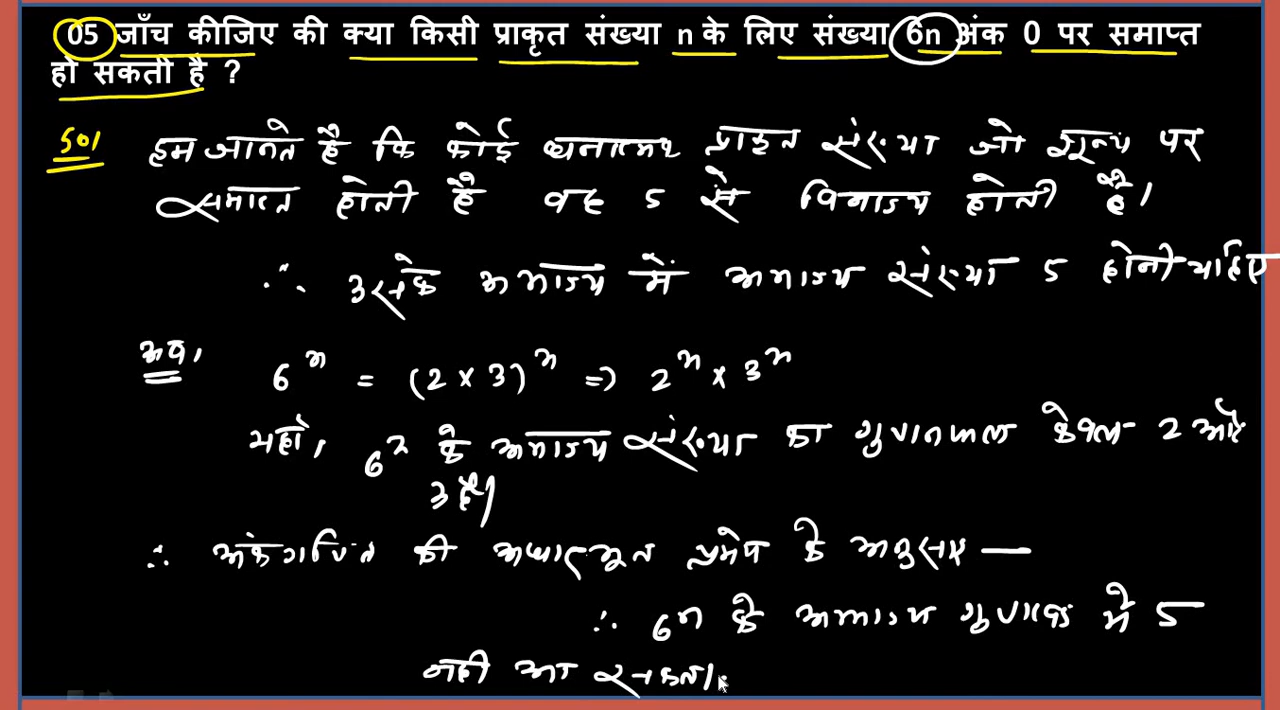 05 जाँच कीजिए की क्या किसी प्राकृत संख्या n के लिए संख्या 6n अंक 0 पर समाप्त
हो सकती है ?
Sol हम जानते है कि कोई धनात्मक प्राकृत संख्या जो शून्य पर
समाप्त होती है वह 5 से विभाज्य होती है।
∴ उसके अभाज्य में अभाज्य संख्या 5 होनी चाहिए
अब, 6ⁿ = (2 × 3)ⁿ => 2ⁿ × 3ⁿ
यहाँ, 6ⁿ के अभाज्य संख्या का गुणनफल केवल 2 और
3 है।
∴ अंकगणित की आधारभूत प्रमेय के अनुसार —
∴ 6ⁿ के अभाज्य गुणनखंड में 5
नही आ सकता।